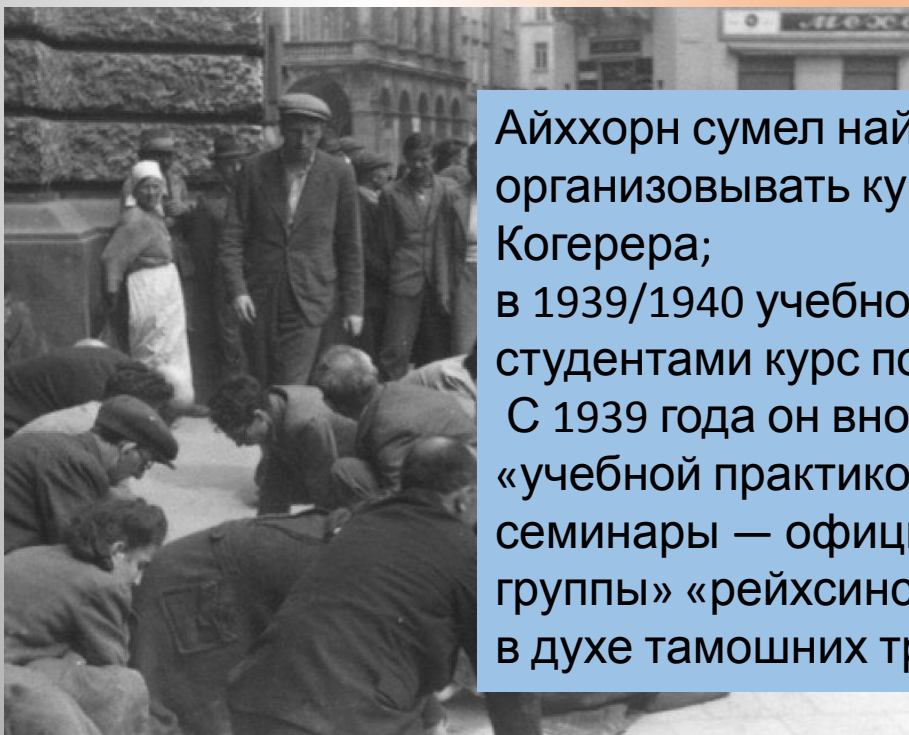 Айххорн сумел най
организовывать ку
Когерера;
в 1939/1940 учебно
студентами курс по
С 1939 года он вно
«учебной практико
семинары — офиц
группы» «рейхсино
в духе тамошних тр